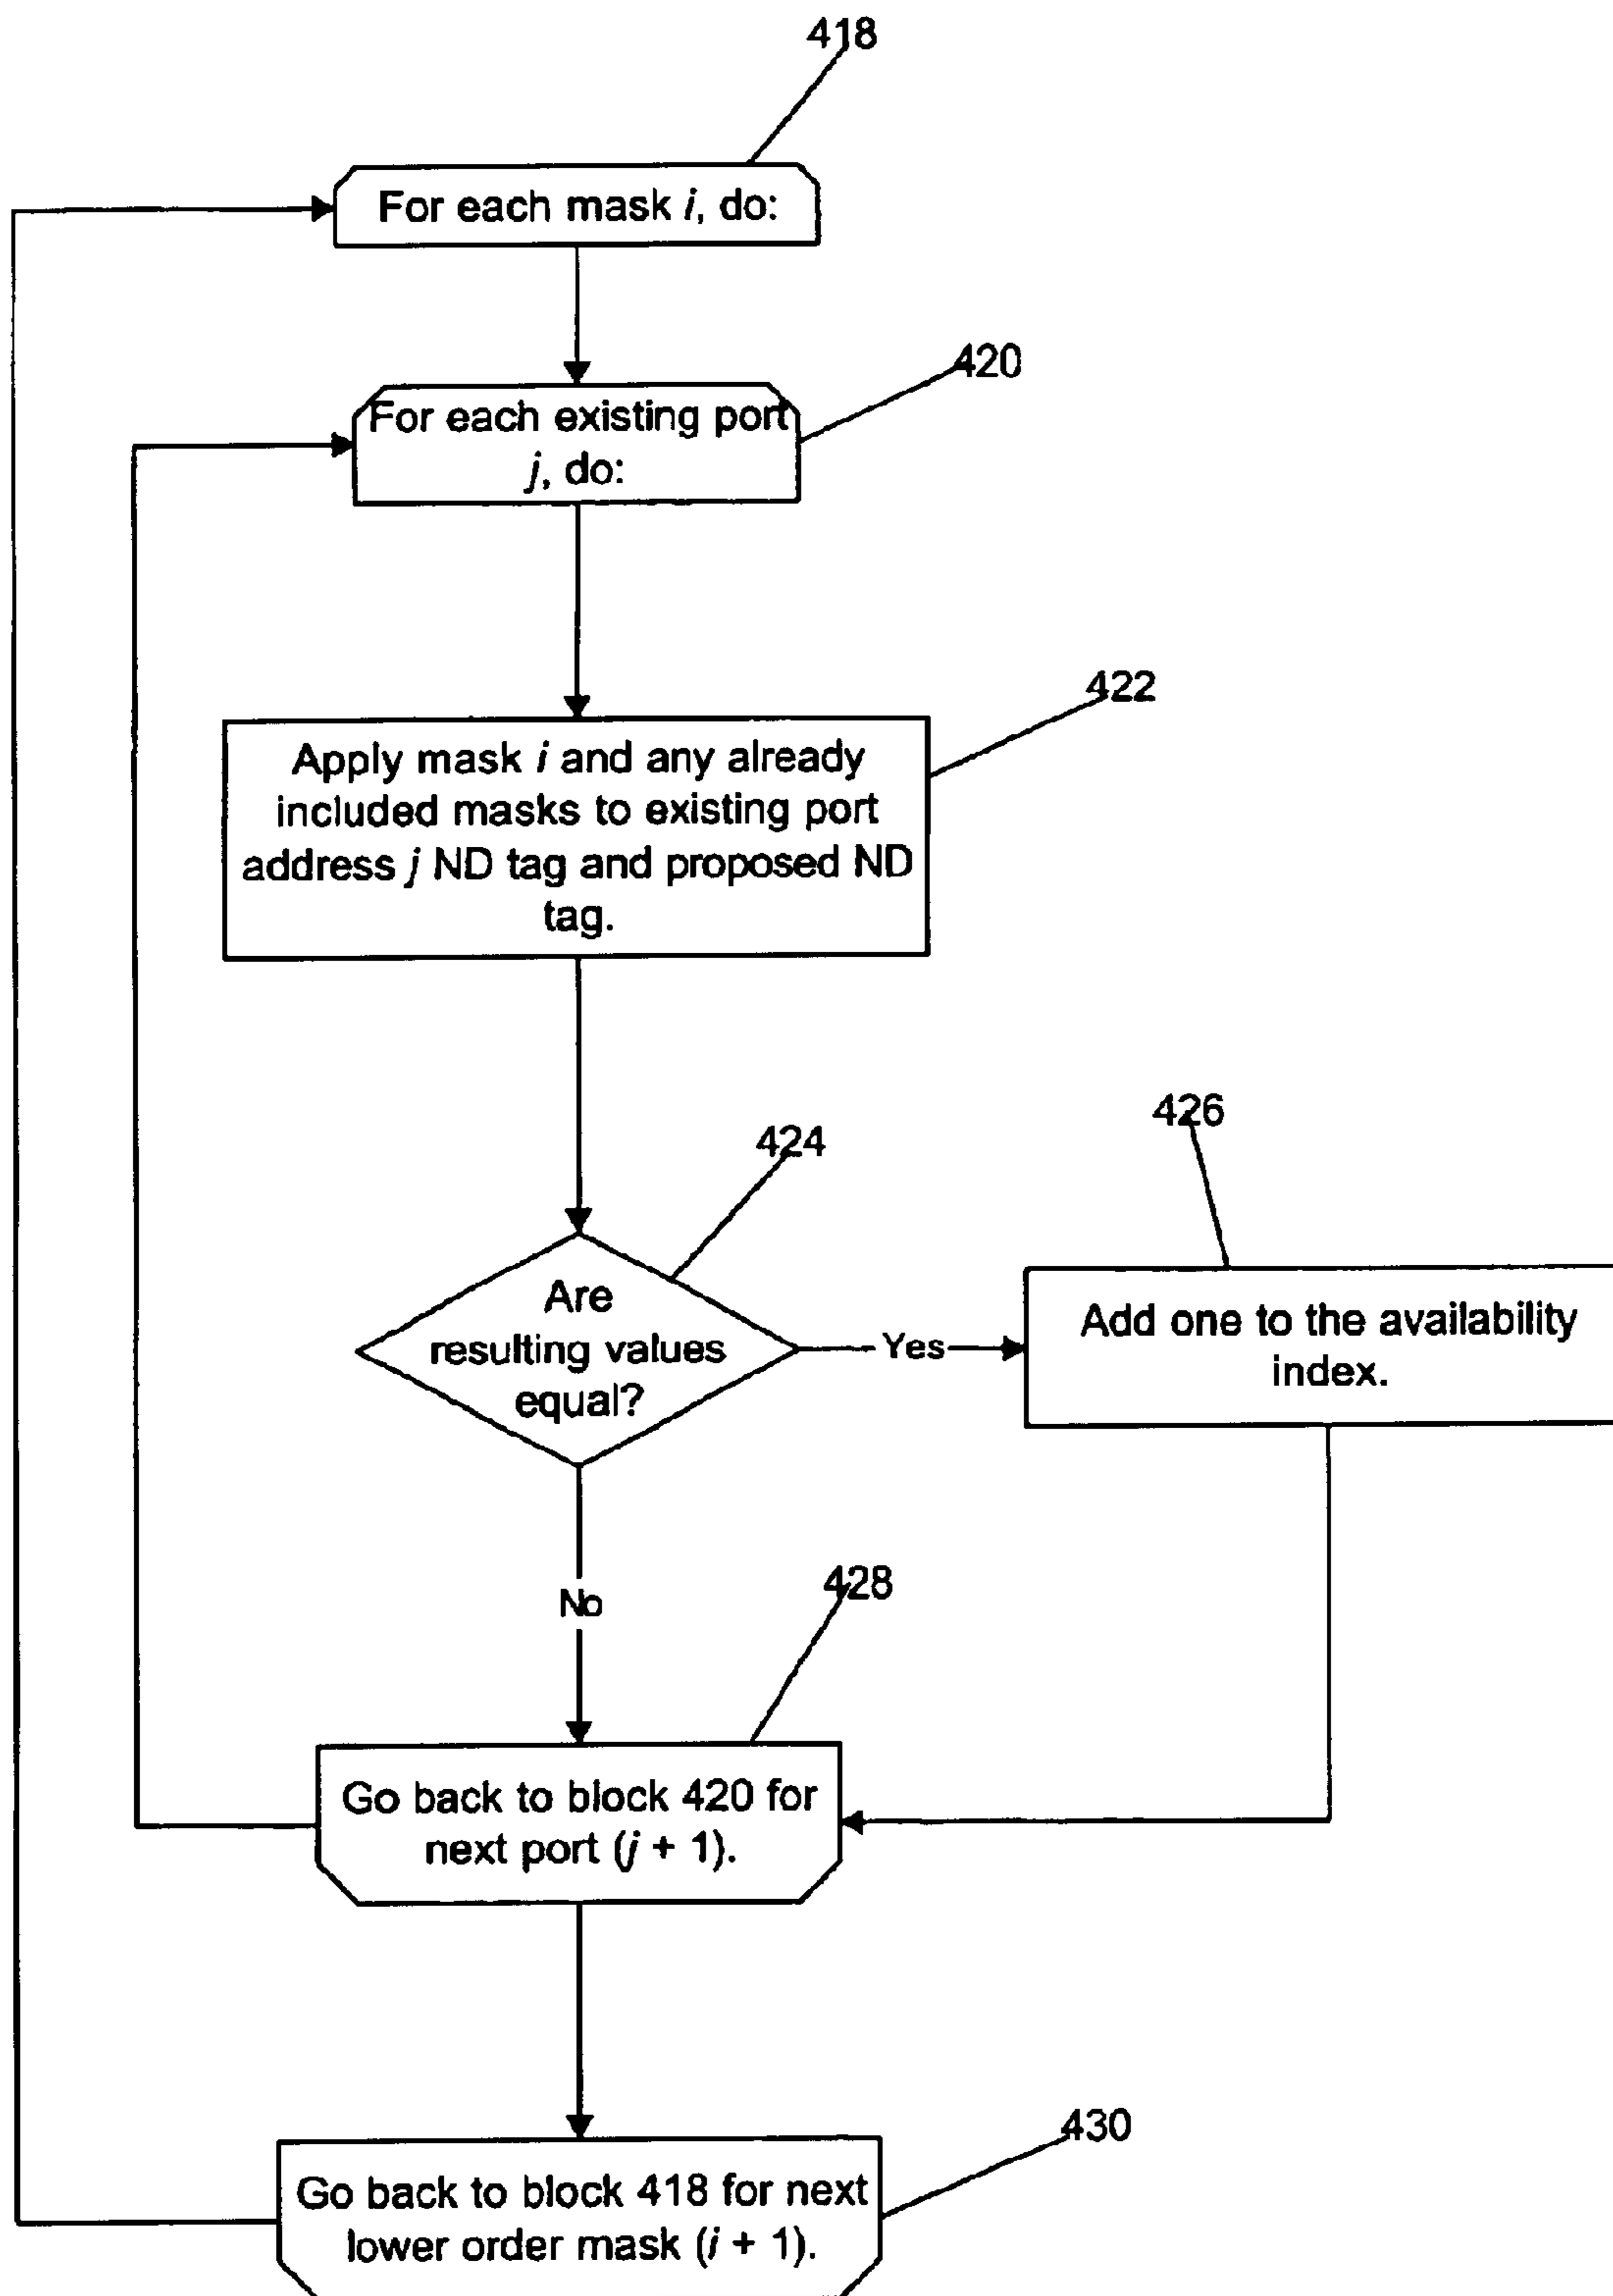 418
For each mask i, do:
420
For each existing port
j, do:
422
Apply mask i and any already
included masks to existing port
address j ND tag and proposed ND
tag.
424
Are
resulting values
equal?
Yes
426
Add one to the availability
index.
No
428
Go back to block 420 for
next port (j + 1).
430
Go back to block 418 for next
lower order mask (i + 1).